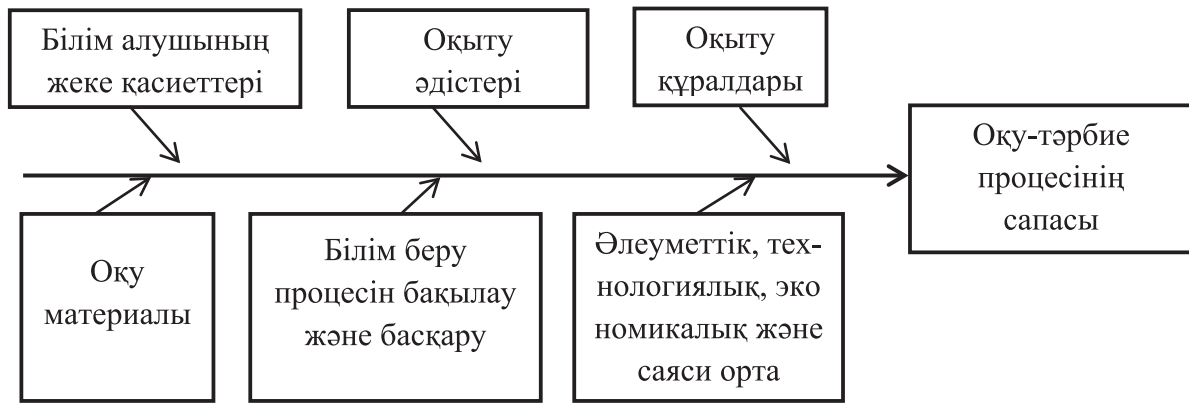 Білім алушының
жеке қасиеттері
Оқыту
әдістері
Оқыту
құралдары
Оқу-тәрбие
процесінің
сапасы
Оқу
материалы
Білім беру
процесін бақылау
және басқару
Әлеуметтік, тех-
нологиялық, эко
номикалық және
саяси орта